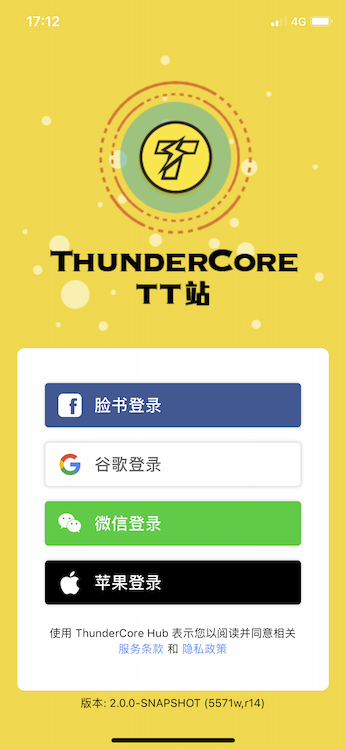 17:12
4G
THUNDERCORE
TT站
脸书登录
谷歌登录
微信登录
苹果登录
使用 ThunderCore Hub 表示您以阅读并同意相关
服务条款 和 隐私政策
版本: 2.0.0-SNAPSHOT (5571w,r14)